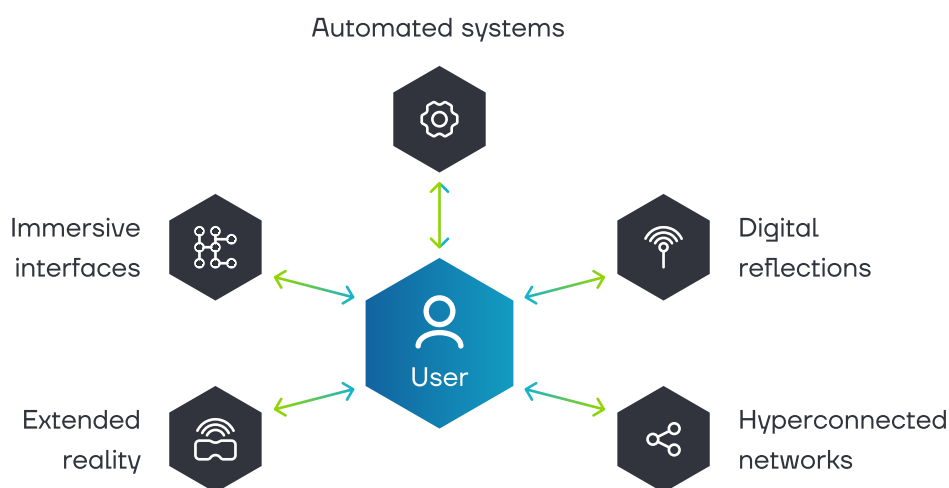 Automated systems
Immersive
interfaces
Digital
reflections
User
Extended
reality
Hyperconnected
networks